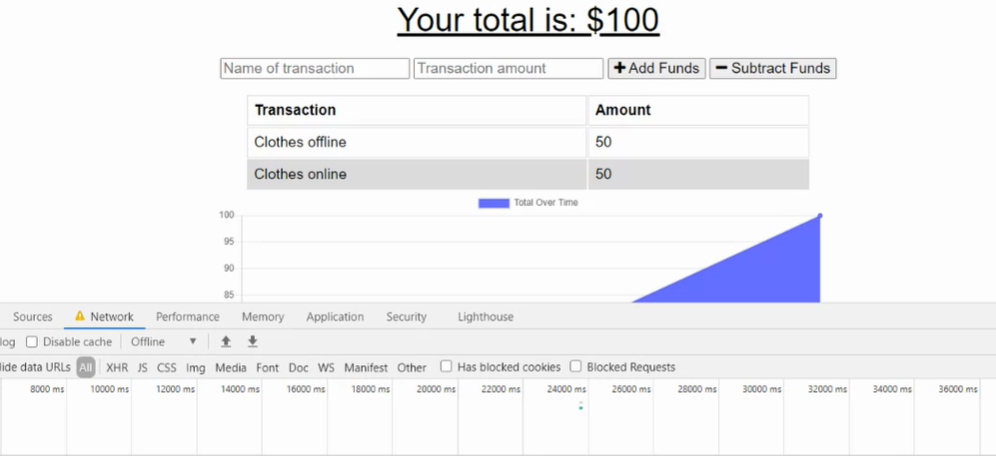 Your total is: $100
Name of transaction Transaction amount + Add Funds − Subtract Funds
Transaction Amount
Clothes offline 50
Clothes online 50
Total Over Time
100
95
90
85
Sources Network Performance Memory Application Security Lighthouse
log Disable cache Offline
Hide data URLs All XHR JS CSS Img Media Font Doc WS Manifest Other Has blocked cookies Blocked Requests
8000 ms 10000 ms 12000 ms 14000 ms 16000 ms 18000 ms 20000 ms 22000 ms 24000 ms 26000 ms 28000 ms 30000 ms 32000 ms 34000 ms 36000 ms